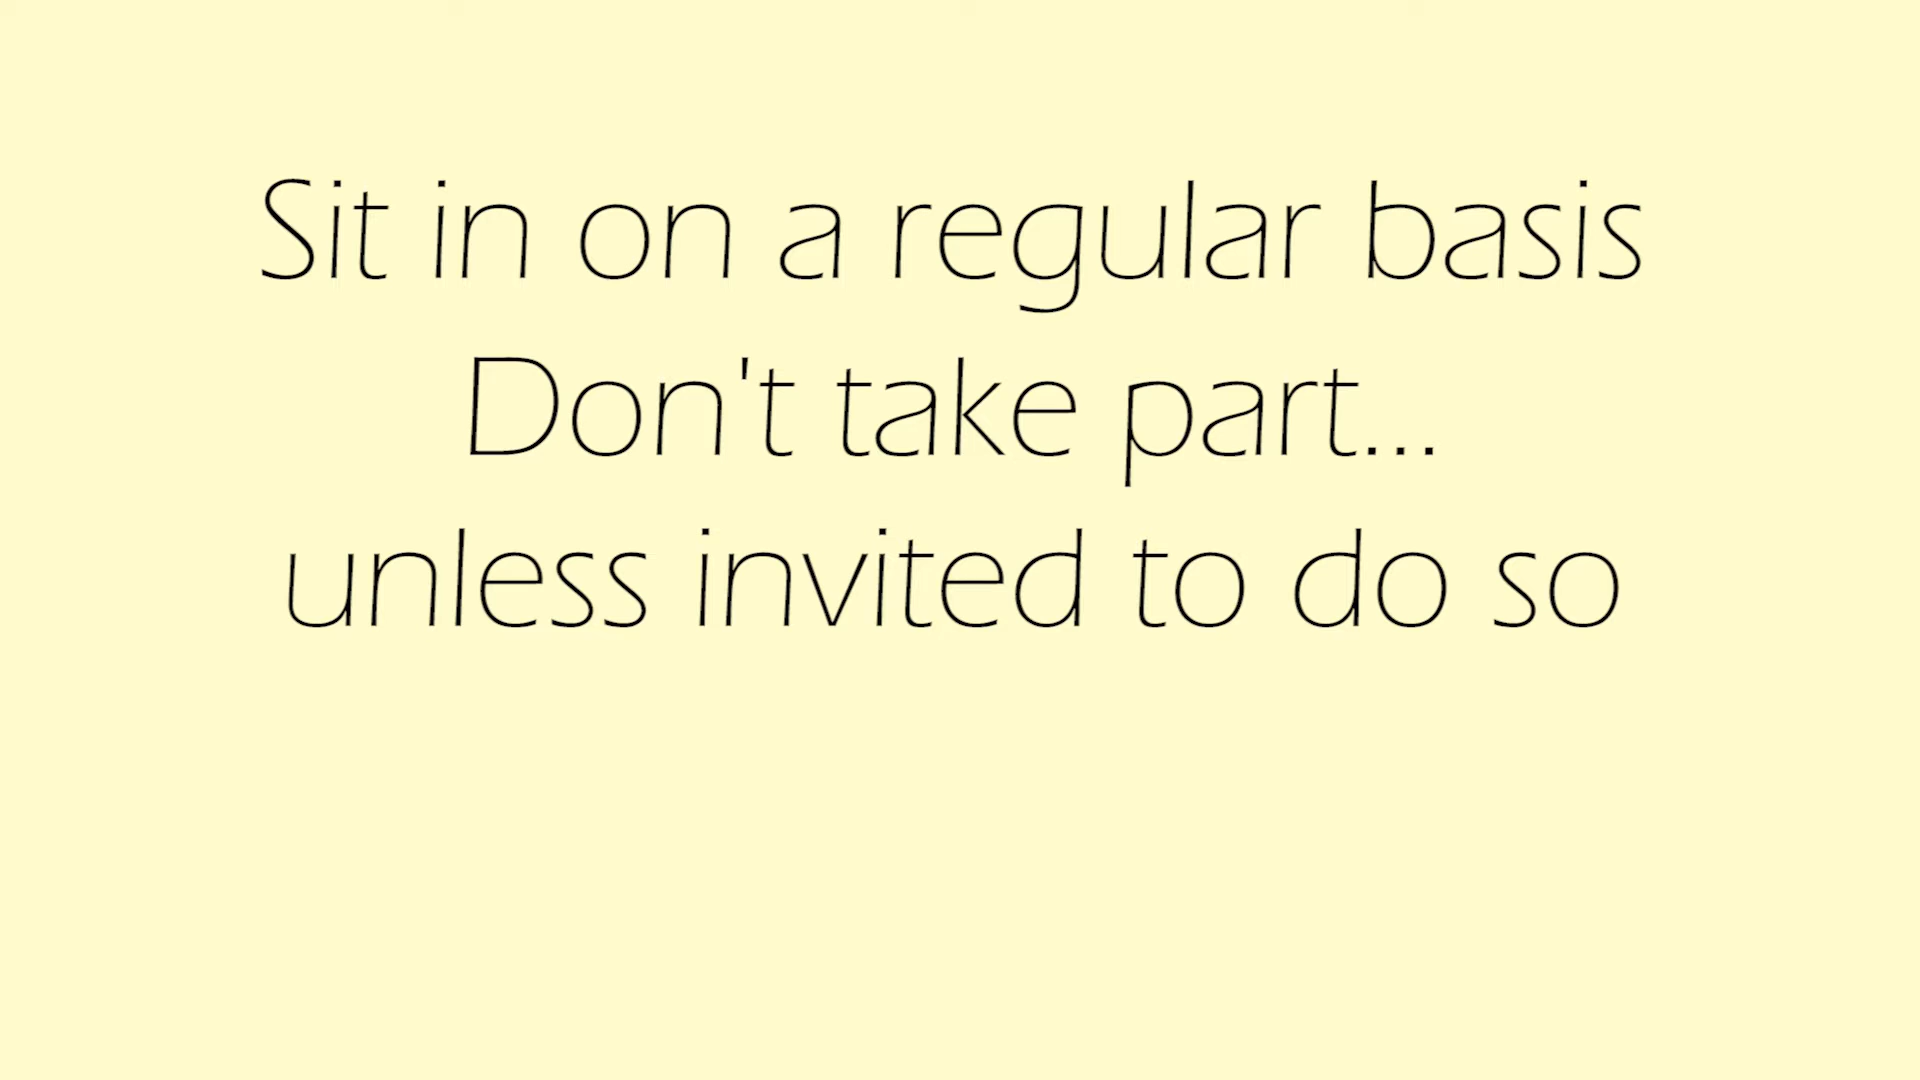 Sit in on a regular basis
Don't take part...
unless invited to do so